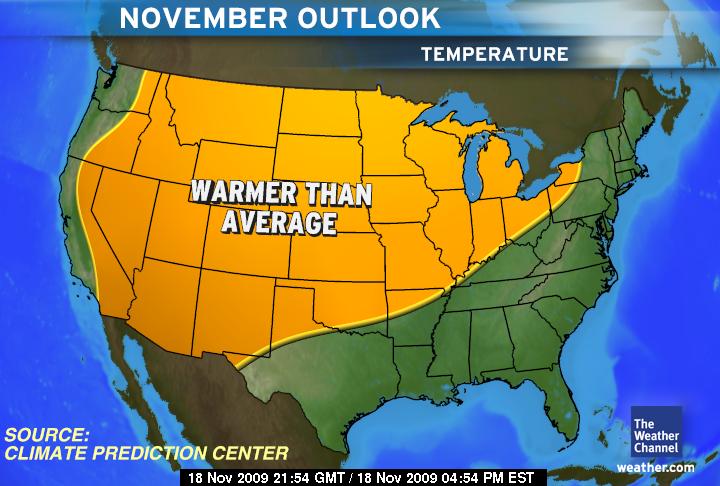 NOVEMBER OUTLOOK
TEMPERATURE
WARMER THAN
AVERAGE
SOURCE:
CLIMATE PREDICTION CENTER
The
Weather
Channel
weather.com
18 Nov 2009 21:54 GMT / 18 Nov 2009 04:54 PM EST